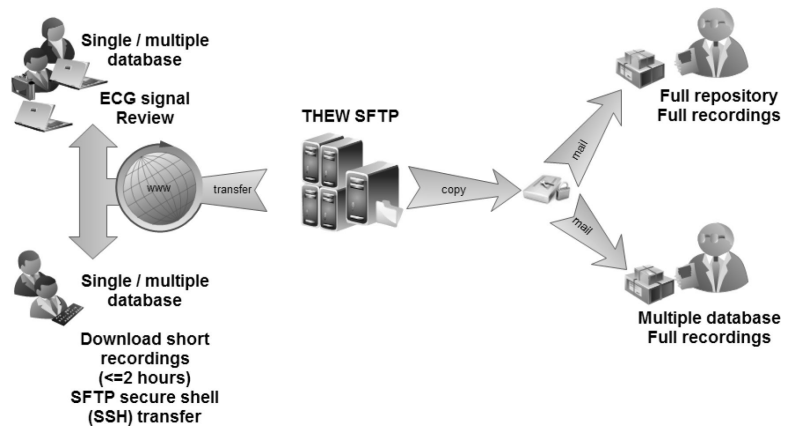 Single / multiple
database
ECG signal
Review
www
transfer
THEW SFTP
copy
mail
mail
Full repository
Full recordings
Single / multiple
database
Download short
recordings
(<=2 hours)
SFTP secure shell
(SSH) transfer
Multiple database
Full recordings